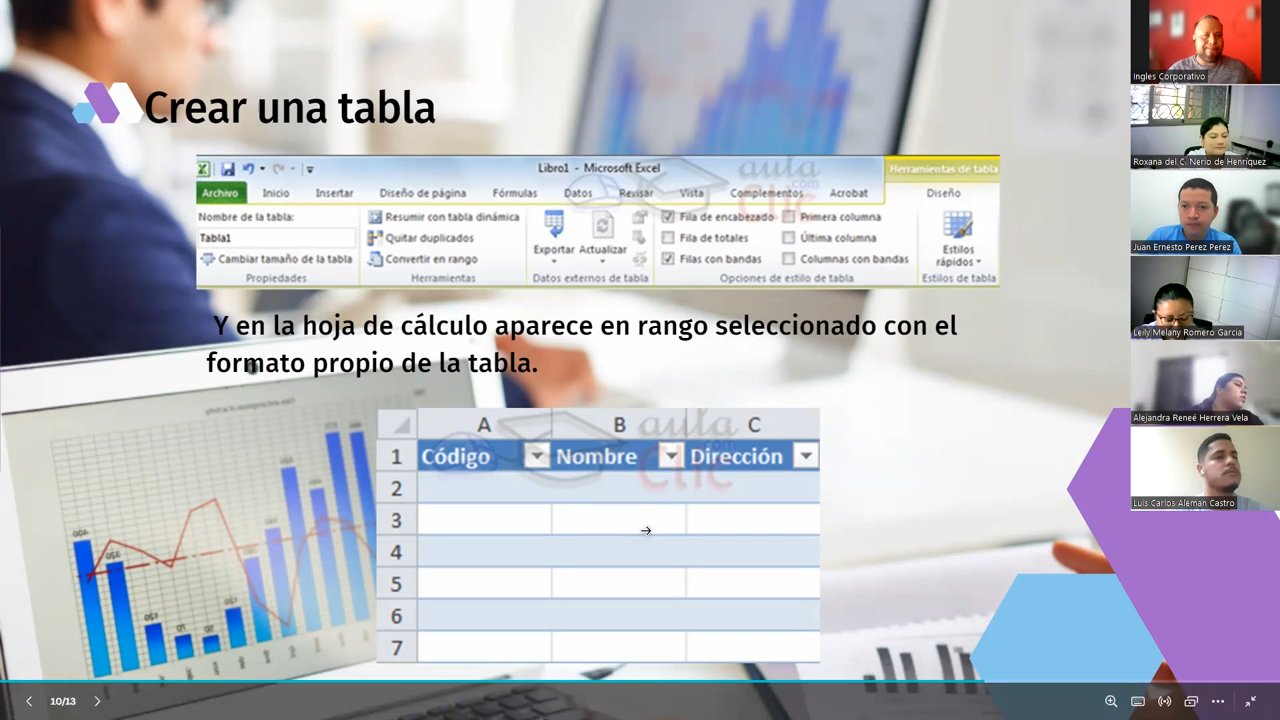 Crear una tabla
Libro1 - Microsoft Excel
Herramientas de tabla
Archivo Inicio Insertar Diseño de página Fórmulas Datos Revisar Vista Complementos Acrobat Diseño
Nombre de la tabla:
Tabla1
Cambiar tamaño de la tabla
Propiedades
Resumir con tabla dinámica
Quitar duplicados
Convertir en rango
Herramientas
Exportar Actualizar
Datos externos de tabla
Fila de encabezado Primera columna
Fila de totales Última columna
Filas con bandas Columnas con bandas
Opciones de estilo de tabla
Estilos
rápidos
Estilos de tabla
aula
.com
Clic
Y en la hoja de cálculo aparece en rango seleccionado con el
formato propio de la tabla.
A B C
1 Código Nombre Dirección
2
3
4
5
6
7
aula
.com
Clic
10/13
Ingles Corporativo
Roxana del C. Nerio de Henríquez
Juan Ernesto Perez Perez
Leily Melany Romero Garcia
Alejandra Reneé Herrera Vela
Luis Carlos Aleman Castro